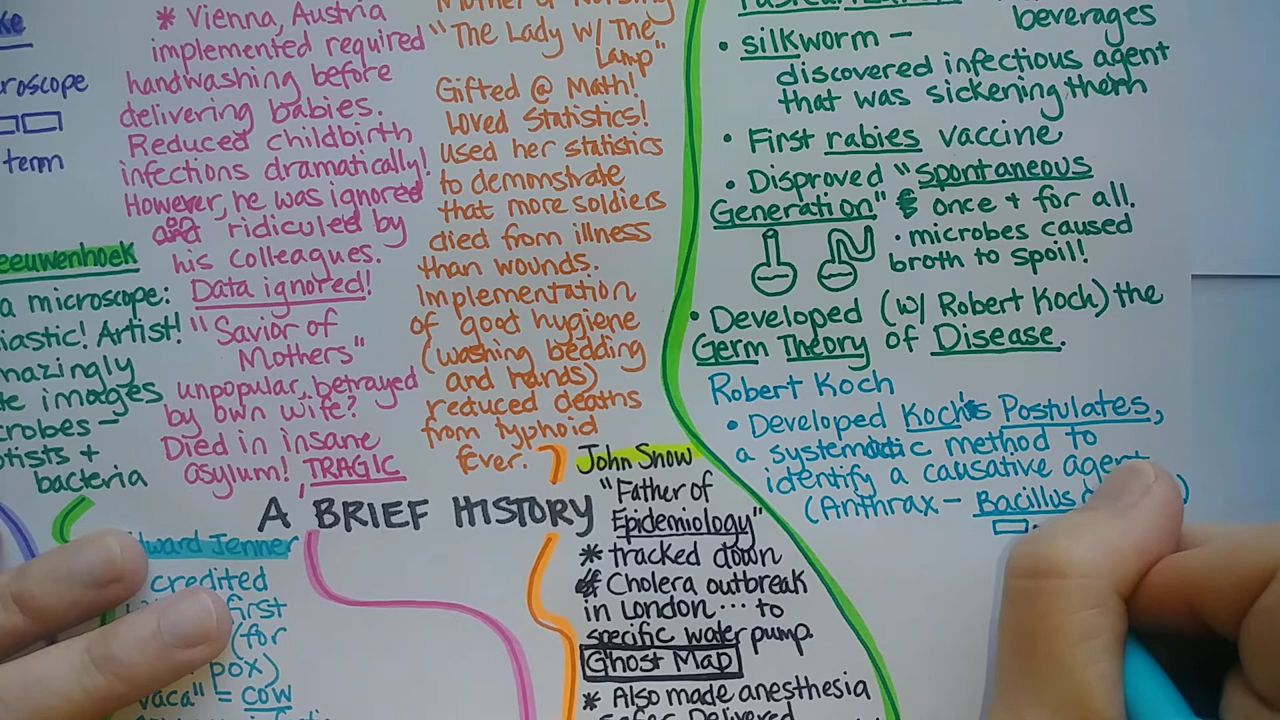 roscope
term
eeuwenhoek
a microscope:
iastic! Artist!
mazingly
te images
crobes -
otists +
bacteria
* Vienna, Austria
implemented required
handwashing before
delivering babies.
Reduced childbirth
infections dramatically!
However, he was ignored
and ridiculed by
his colleagues.
Data ignored!
"Savior of
Mothers"
unpopular, betrayed
by own wife?
Died in insane
asylum! TRAGIC
"The Lady w/ The
Lamp"
Gifted @ Math!
Loved Statistics!
used her statistics
to demonstrate
that more soldiers
died from illness
than wounds.
Implementation
of good hygiene
(washing bedding
and hands)
reduced deaths
from typhoid
fever.
beverages
• silkworm -
discovered infectious agent
that was sickening them
• First rabies vaccine
• Disproved "Spontaneous
Generation" once + for all.
• microbes caused
broth to spoil!
• Developed (w/ Robert Koch) the
Germ Theory of Disease.
Robert Koch
• Developed Koch's Postulates,
a systematic method to
identify a causative agent
(Anthrax - Bacillus
A BRIEF HISTORY
John Snow
"Father of
Epidemiology"
* tracked down
Cholera outbreak
in London ... to
specific water pump.
Ghost Map
* Also made anesthesia
safer. Delivered
dward Jenner
credited
first
(for
pox)
vaca" = cow